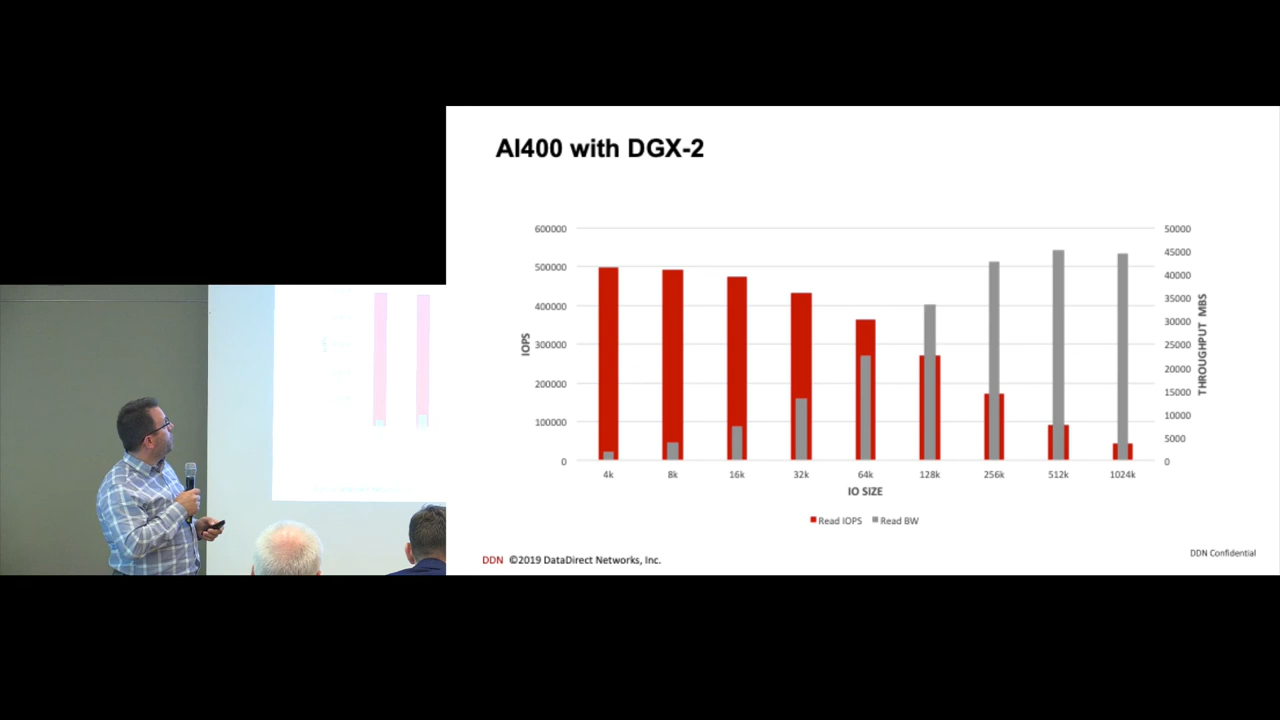 AI400 with DGX-2
600000
500000
400000
300000
200000
100000
0
IOPS
50000
45000
40000
35000
30000
25000
20000
15000
10000
5000
0
THROUGHPUT MBS
4k 8k 16k 32k 64k 128k 256k 512k 1024k
IO SIZE
Read IOPS Read BW
DDN ©2019 DataDirect Networks, Inc.
DDN Confidential